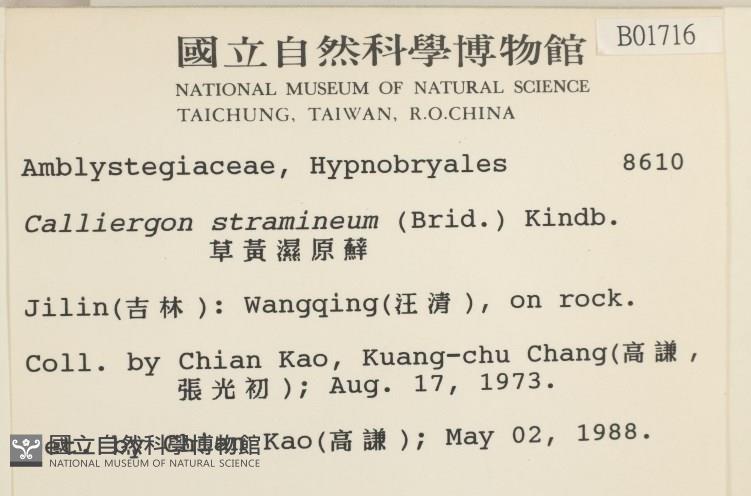 國立自然科學博物館
B01716
NATIONAL MUSEUM OF NATURAL SCIENCE
TAICHUNG, TAIWAN, R.O.CHINA
Amblystegiaceae, Hypnobryales 8610
Calliergon stramineum (Brid.) Kindb.
草黃濕原蘚
Jilin(吉林): Wangqing(汪清), on rock.
Coll. by Chian Kao, Kuang-chu Chang(高謙,
張光初); Aug. 17, 1973.
et. by Chian Kao(高謙); May 02, 1988.
國立自然科學博物館
NATIONAL MUSEUM OF NATURAL SCIENCE